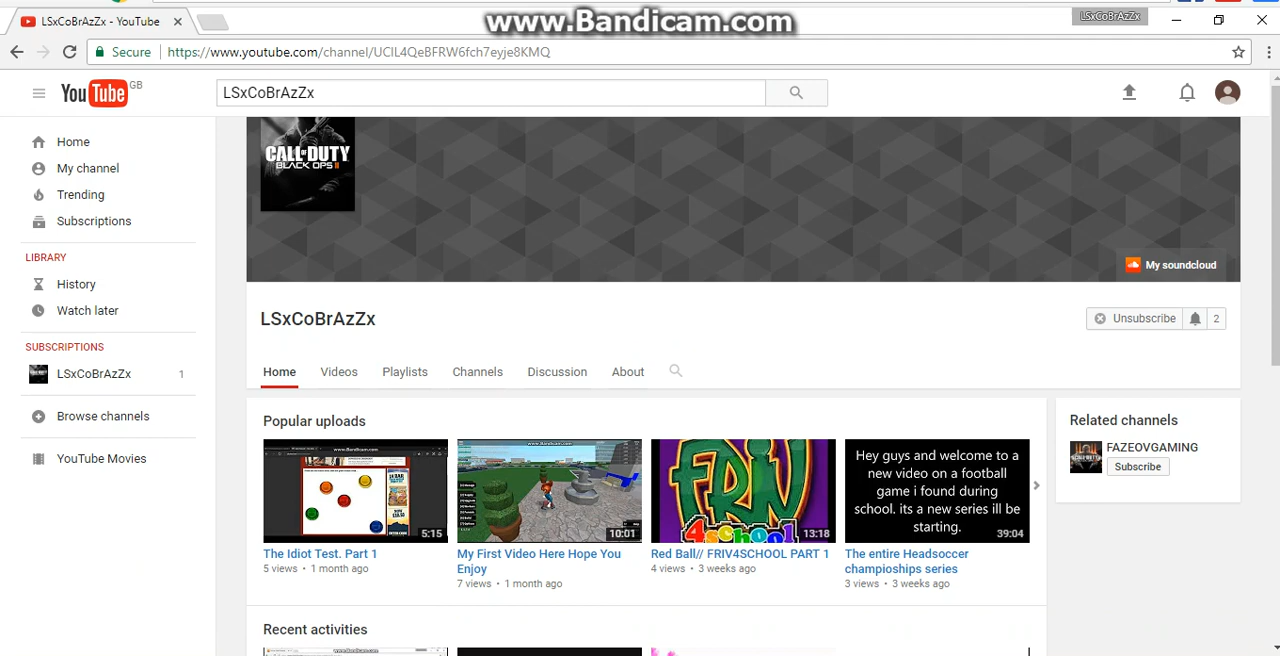 www.Bandicam.com
LSxCoBrAzZx - YouTube
LSxCoBrAzZx
Secure
https://www.youtube.com/channel/UCIL4QeBFRW6fch7eyje8KMQ
YouTube GB
LSxCoBrAzZx
Home
My channel
Trending
Subscriptions
LIBRARY
History
Watch later
SUBSCRIPTIONS
LSxCoBrAzZx 1
Browse channels
YouTube Movies
CALL OF DUTY
BLACK OPS II
My soundcloud
LSxCoBrAzZx
Unsubscribe 2
Home Videos Playlists Channels Discussion About
Popular uploads
www.Bandicam.com
5:15
The Idiot Test. Part 1
5 views • 1 month ago
www.Bandicam.com
10:01
My First Video Here Hope You
Enjoy
7 views • 1 month ago
FRIV
4school
13:18
Red Ball// FRIV4SCHOOL PART 1
4 views • 3 weeks ago
Hey guys and welcome to a
new video on a football
game i found during
school. its a new series ill be
starting.
39:04
The entire Headsoccer
champioships series
3 views • 3 weeks ago
Related channels
FAZEOVGAMING
Subscribe
Recent activities